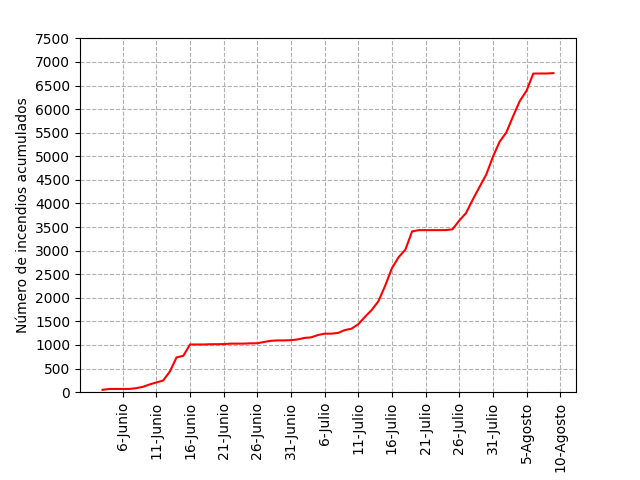 7500
7000
6500
6000
5500
5000
4500
4000
3500
3000
2500
2000
1500
1000
500
0
Número de incendios acumulados
6-Junio
11-Junio
16-Junio
21-Junio
26-Junio
31-Junio
6-Julio
11-Julio
16-Julio
21-Julio
26-Julio
31-Julio
5-Agosto
10-Agosto